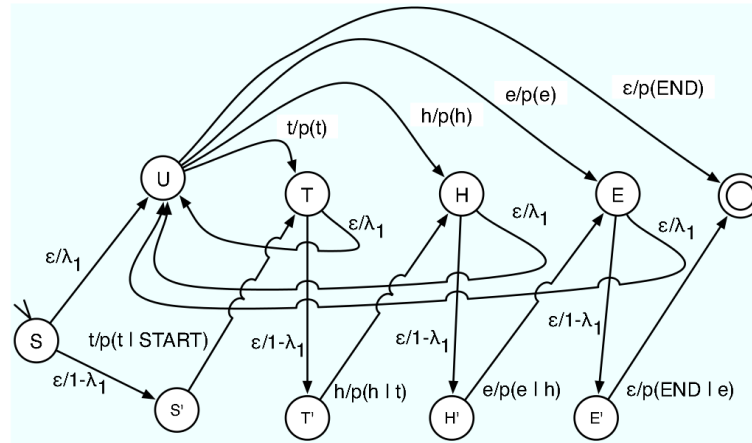 ε/p(END)
e/p(e)
h/p(h)
t/p(t)
U
T
H
E
ε/λ1
ε/λ1
ε/λ1
ε/λ1
S
t/p(t | START)
ε/1-λ1
ε/1-λ1
ε/1-λ1
ε/1-λ1
S'
T'
h/p(h | t)
H'
e/p(e | h)
E'
ε/p(END | e)